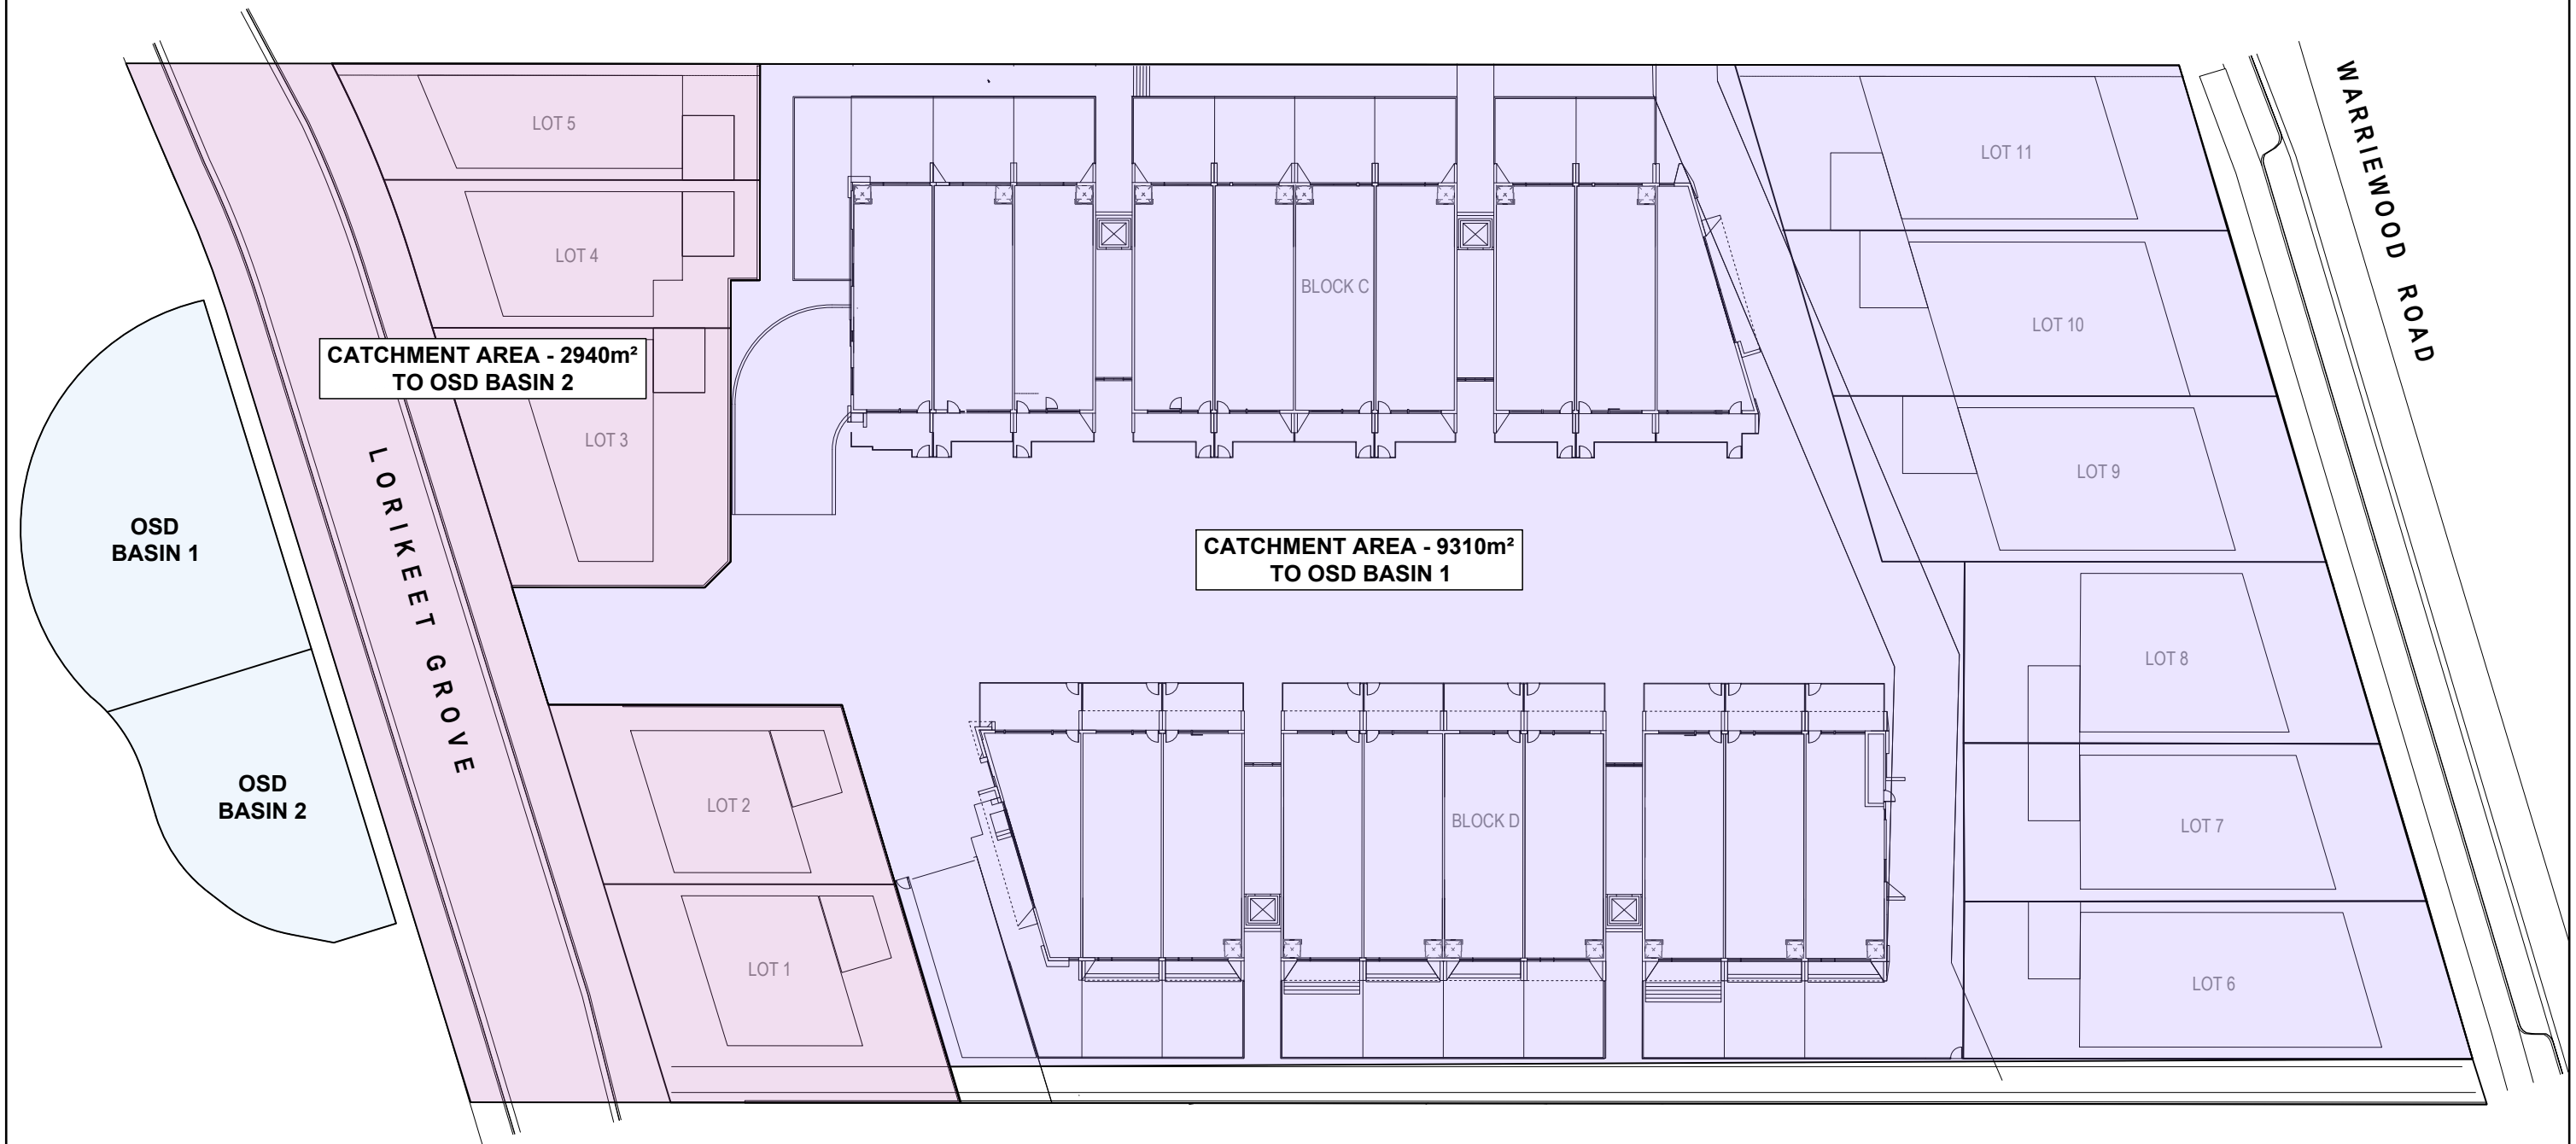 LOT 5
LOT 4
CATCHMENT AREA - 2940m²
TO OSD BASIN 2
LOT 3
OSD
BASIN 1
LORIKEET GROVE
OSD
BASIN 2
LOT 2
LOT 1
BLOCK C
CATCHMENT AREA - 9310m²
TO OSD BASIN 1
BLOCK D
LOT 11
LOT 10
LOT 9
LOT 8
LOT 7
LOT 6
WARRIEWOOD ROAD